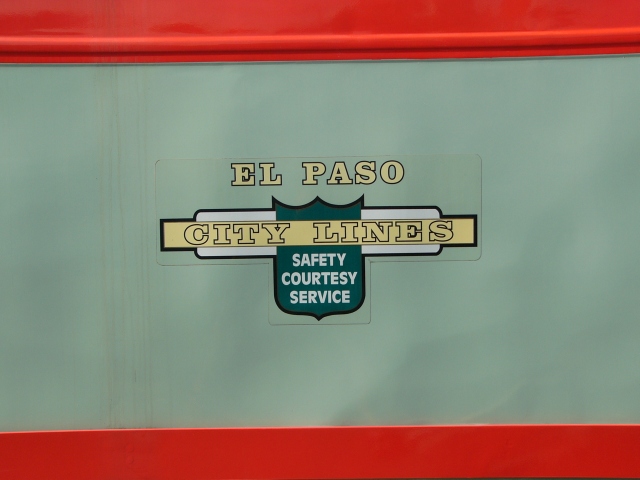 EL PASO
CITY LINES
SAFETY
COURTESY
SERVICE